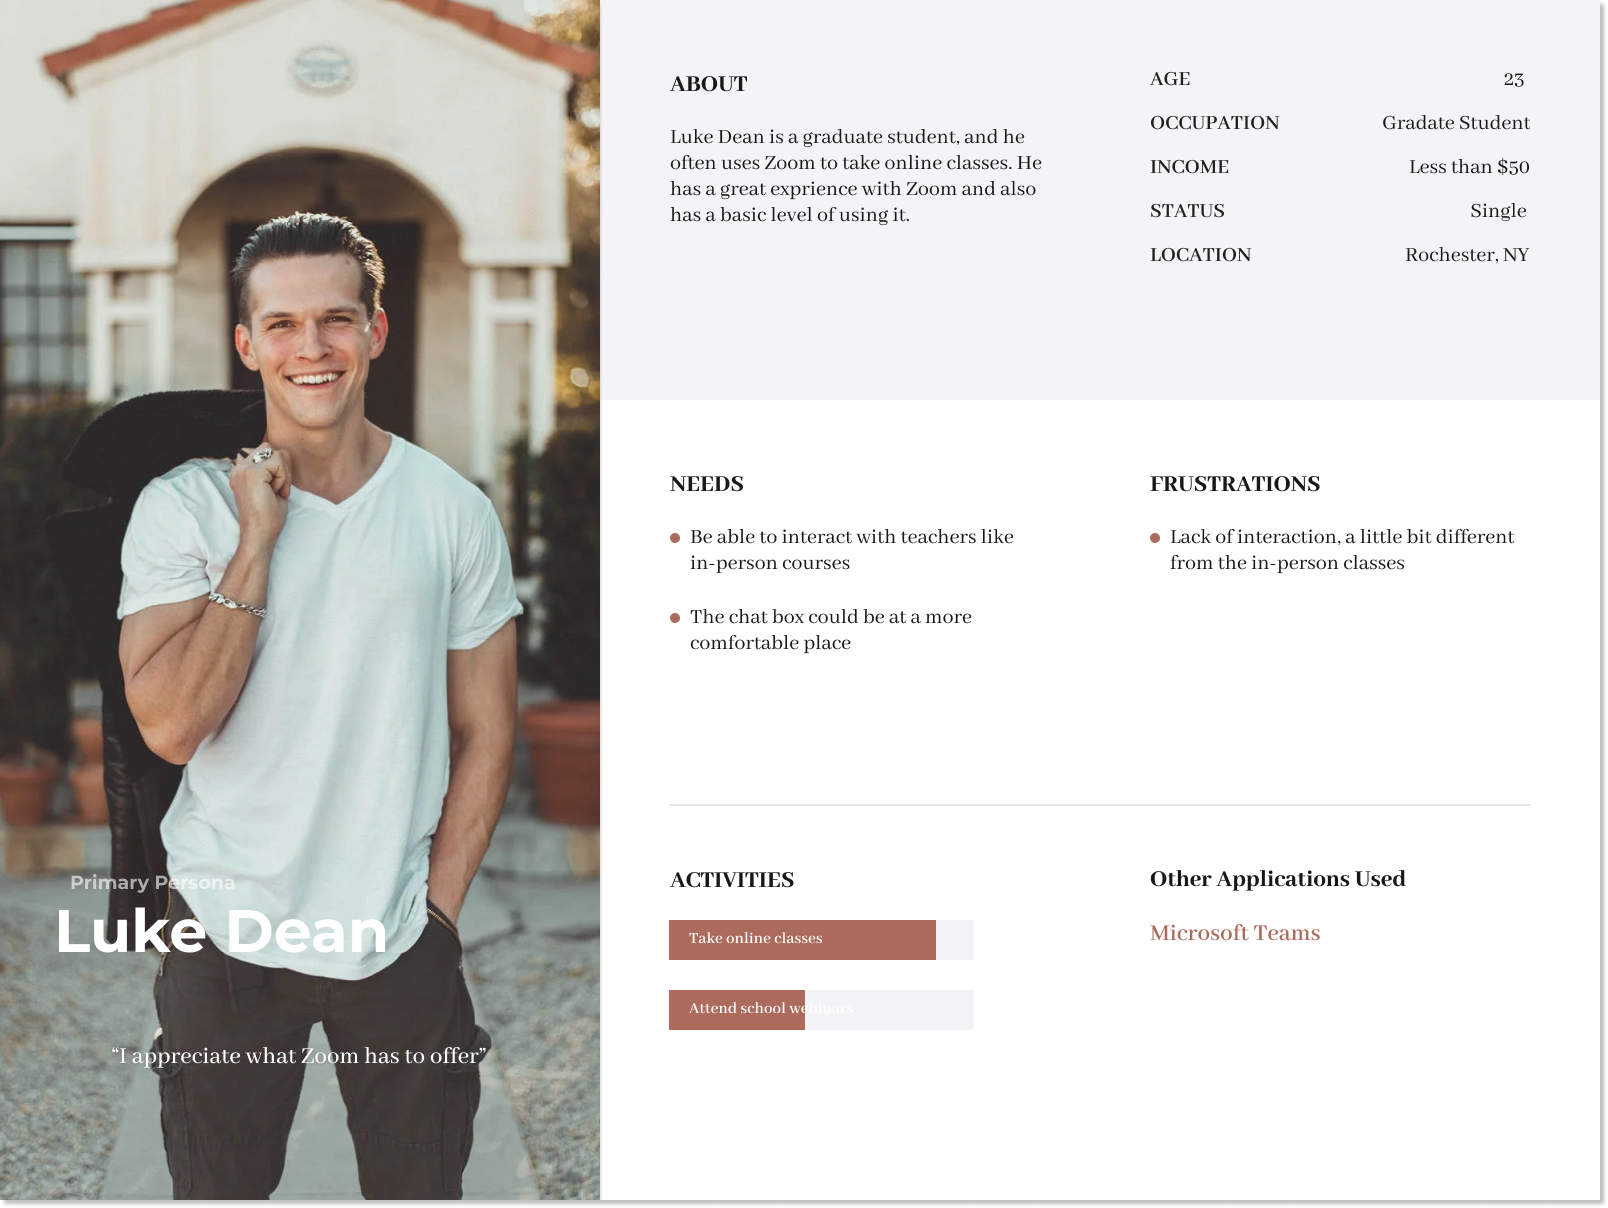 ABOUT
Luke Dean is a graduate student, and he
often uses Zoom to take online classes. He
has a great exprience with Zoom and also
has a basic level of using it.
AGE 23
OCCUPATION Gradate Student
INCOME Less than $50
STATUS Single
LOCATION Rochester, NY
NEEDS
Be able to interact with teachers like
in-person courses
The chat box could be at a more
comfortable place
FRUSTRATIONS
Lack of interaction, a little bit different
from the in-person classes
Primary Persona
Luke Dean
“I appreciate what Zoom has to offer”
ACTIVITIES
Take online classes
Attend school webinars
Other Applications Used
Microsoft Teams